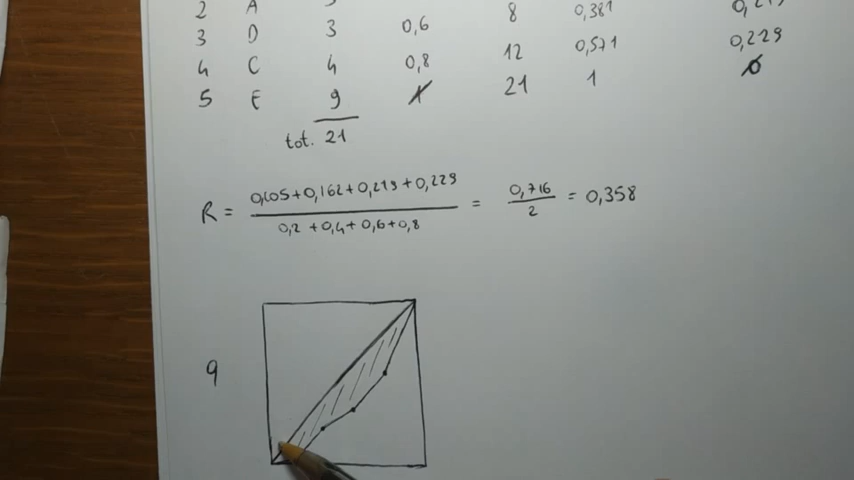 2 A 8 0,381
3 D 3 0,6 12 0,571 0,229
4 C 4 0,8 21 1 0
5 E 9 1
tot. 21
R = 0,105+0,162+0,219+0,229 = 0,716 = 0,358
0,2 +0,4+ 0,6+0,8 2
q